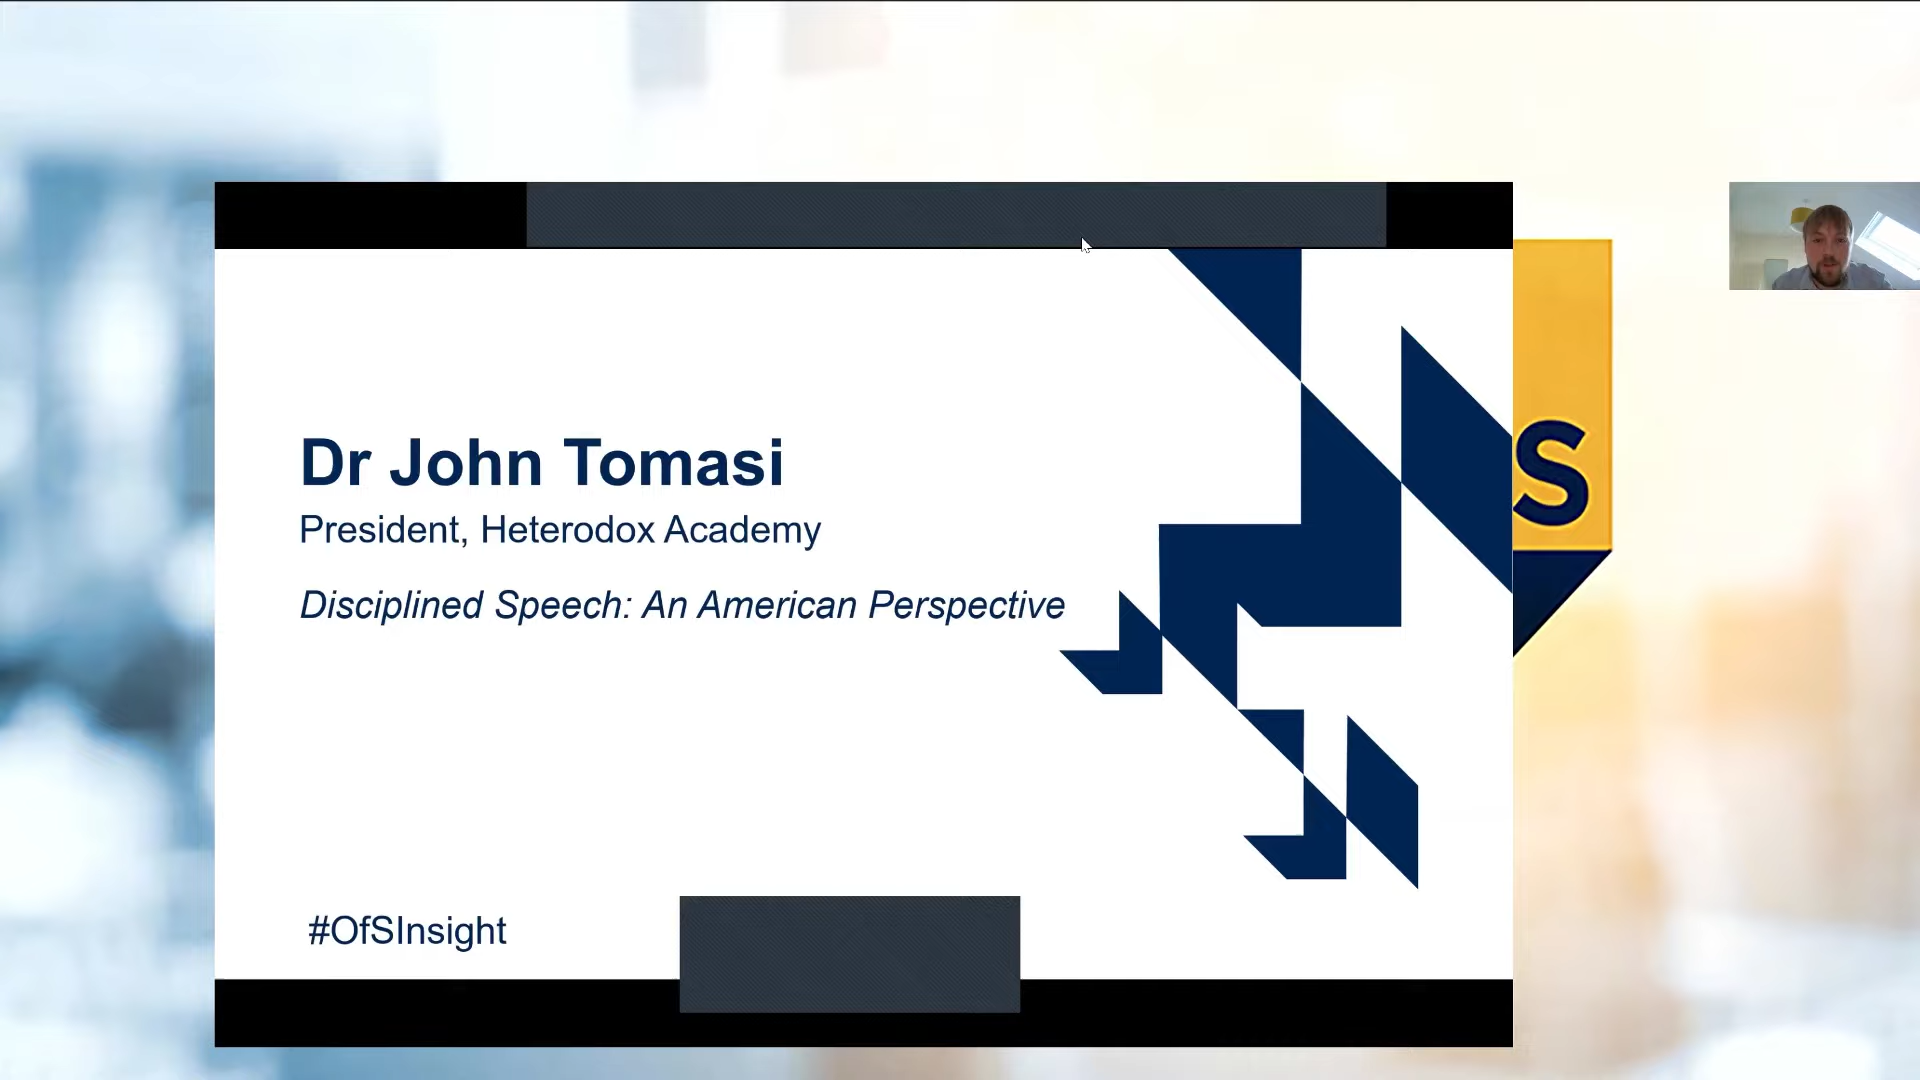 Dr John Tomasi
President, Heterodox Academy
Disciplined Speech: An American Perspective
S
#OfSInsight